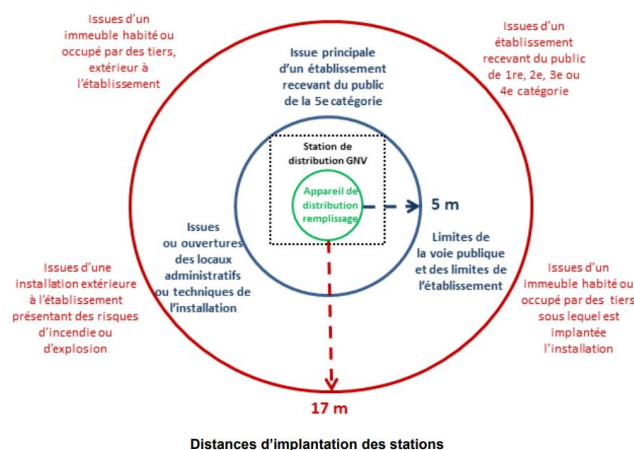 Issues d'un
immeuble habité ou
occupé par des tiers,
extérieur à
l'établissement
Issue principale
d'un établissement
recevant du public
de la 5e catégorie
Issues d'un
établissement
recevant du public
de 1re, 2e, 3e ou
4e catégorie
Station de
distribution GNV
Appareil de
distribution
remplissage
5 m
Issues
ou ouvertures
des locaux
administratifs
ou techniques de
l'installation
Limites de
la voie publique
et des limites de
l'établissement
Issues d'une
installation extérieure
à l'établissement
présentant des risques
d'incendie ou
d'explosion
Issues d'un
immeuble habité ou
occupé par des tiers
sous lequel est
implantée
l'installation
17 m
Distances d'implantation des stations